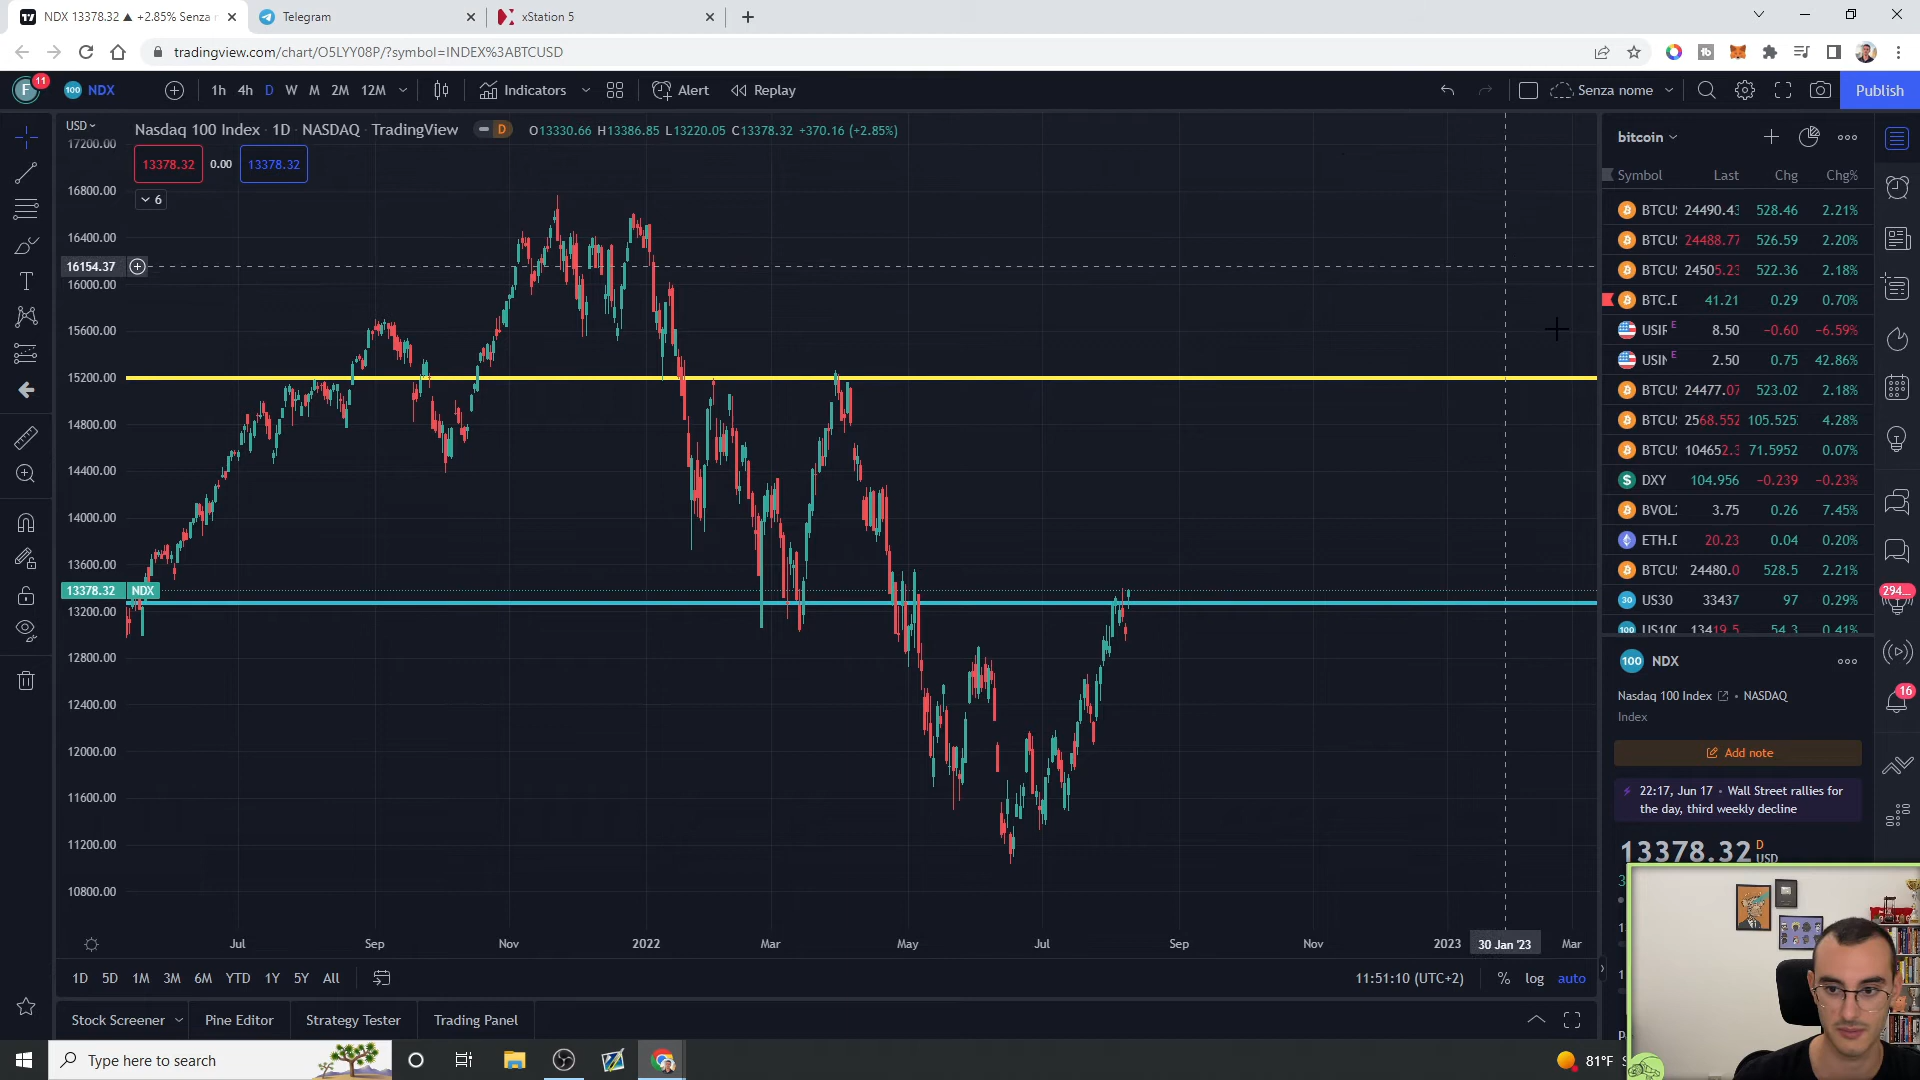 NDX 13378.32 ▲ +2.85% Senza
Telegram
xStation 5
tradingview.com/chart/O5LYY08P/?symbol=INDEX%3ABTCUSD
11
NDX
1h 4h D W M 2M 12M
Indicators
Alert
Replay
Senza nome
Publish
USD
Nasdaq 100 Index · 1D · NASDAQ · TradingView
D
O13330.66 H13386.85 L13220.05 C13378.32 +370.16 (+2.85%)
13378.32
0.00
13378.32
6
17200.00
16800.00
16400.00
16154.37
16000.00
15600.00
15200.00
14800.00
14400.00
14000.00
13600.00
13378.32 NDX
13200.00
12800.00
12400.00
12000.00
11600.00
11200.00
10800.00
Jul Sep Nov 2022 Mar May Jul Sep Nov 2023 30 Jan '23 Mar
1D 5D 1M 3M 6M YTD 1Y 5Y All
11:51:10 (UTC+2)
% log auto
Stock Screener
Pine Editor
Strategy Tester
Trading Panel
bitcoin
Symbol Last Chg Chg%
BTCU 24490.43 528.46 2.21%
BTCU 24488.77 526.59 2.20%
BTCU 24505.23 522.36 2.18%
BTC.D 41.21 0.29 0.70%
USIR E 8.50 −0.60 −6.59%
USIN E 2.50 0.75 42.86%
BTCU 24477.07 523.02 2.18%
BTCU 2568.552 105.525 4.28%
BTCU 104652.3 71.5952 0.07%
DXY 104.956 −0.239 −0.23%
BVOL 3.75 0.26 7.45%
ETH.D 20.23 0.04 0.20%
BTCU 24480.0 528.5 2.21%
US30 33437 97 0.29%
US100 13419.5 54.3 0.41%
294
16
100 NDX
Nasdaq 100 Index · NASDAQ
Index
Add note
22:17, Jun 17 · Wall Street rallies for
the day, third weekly decline
13378.32 D USD
Type here to search
81°F